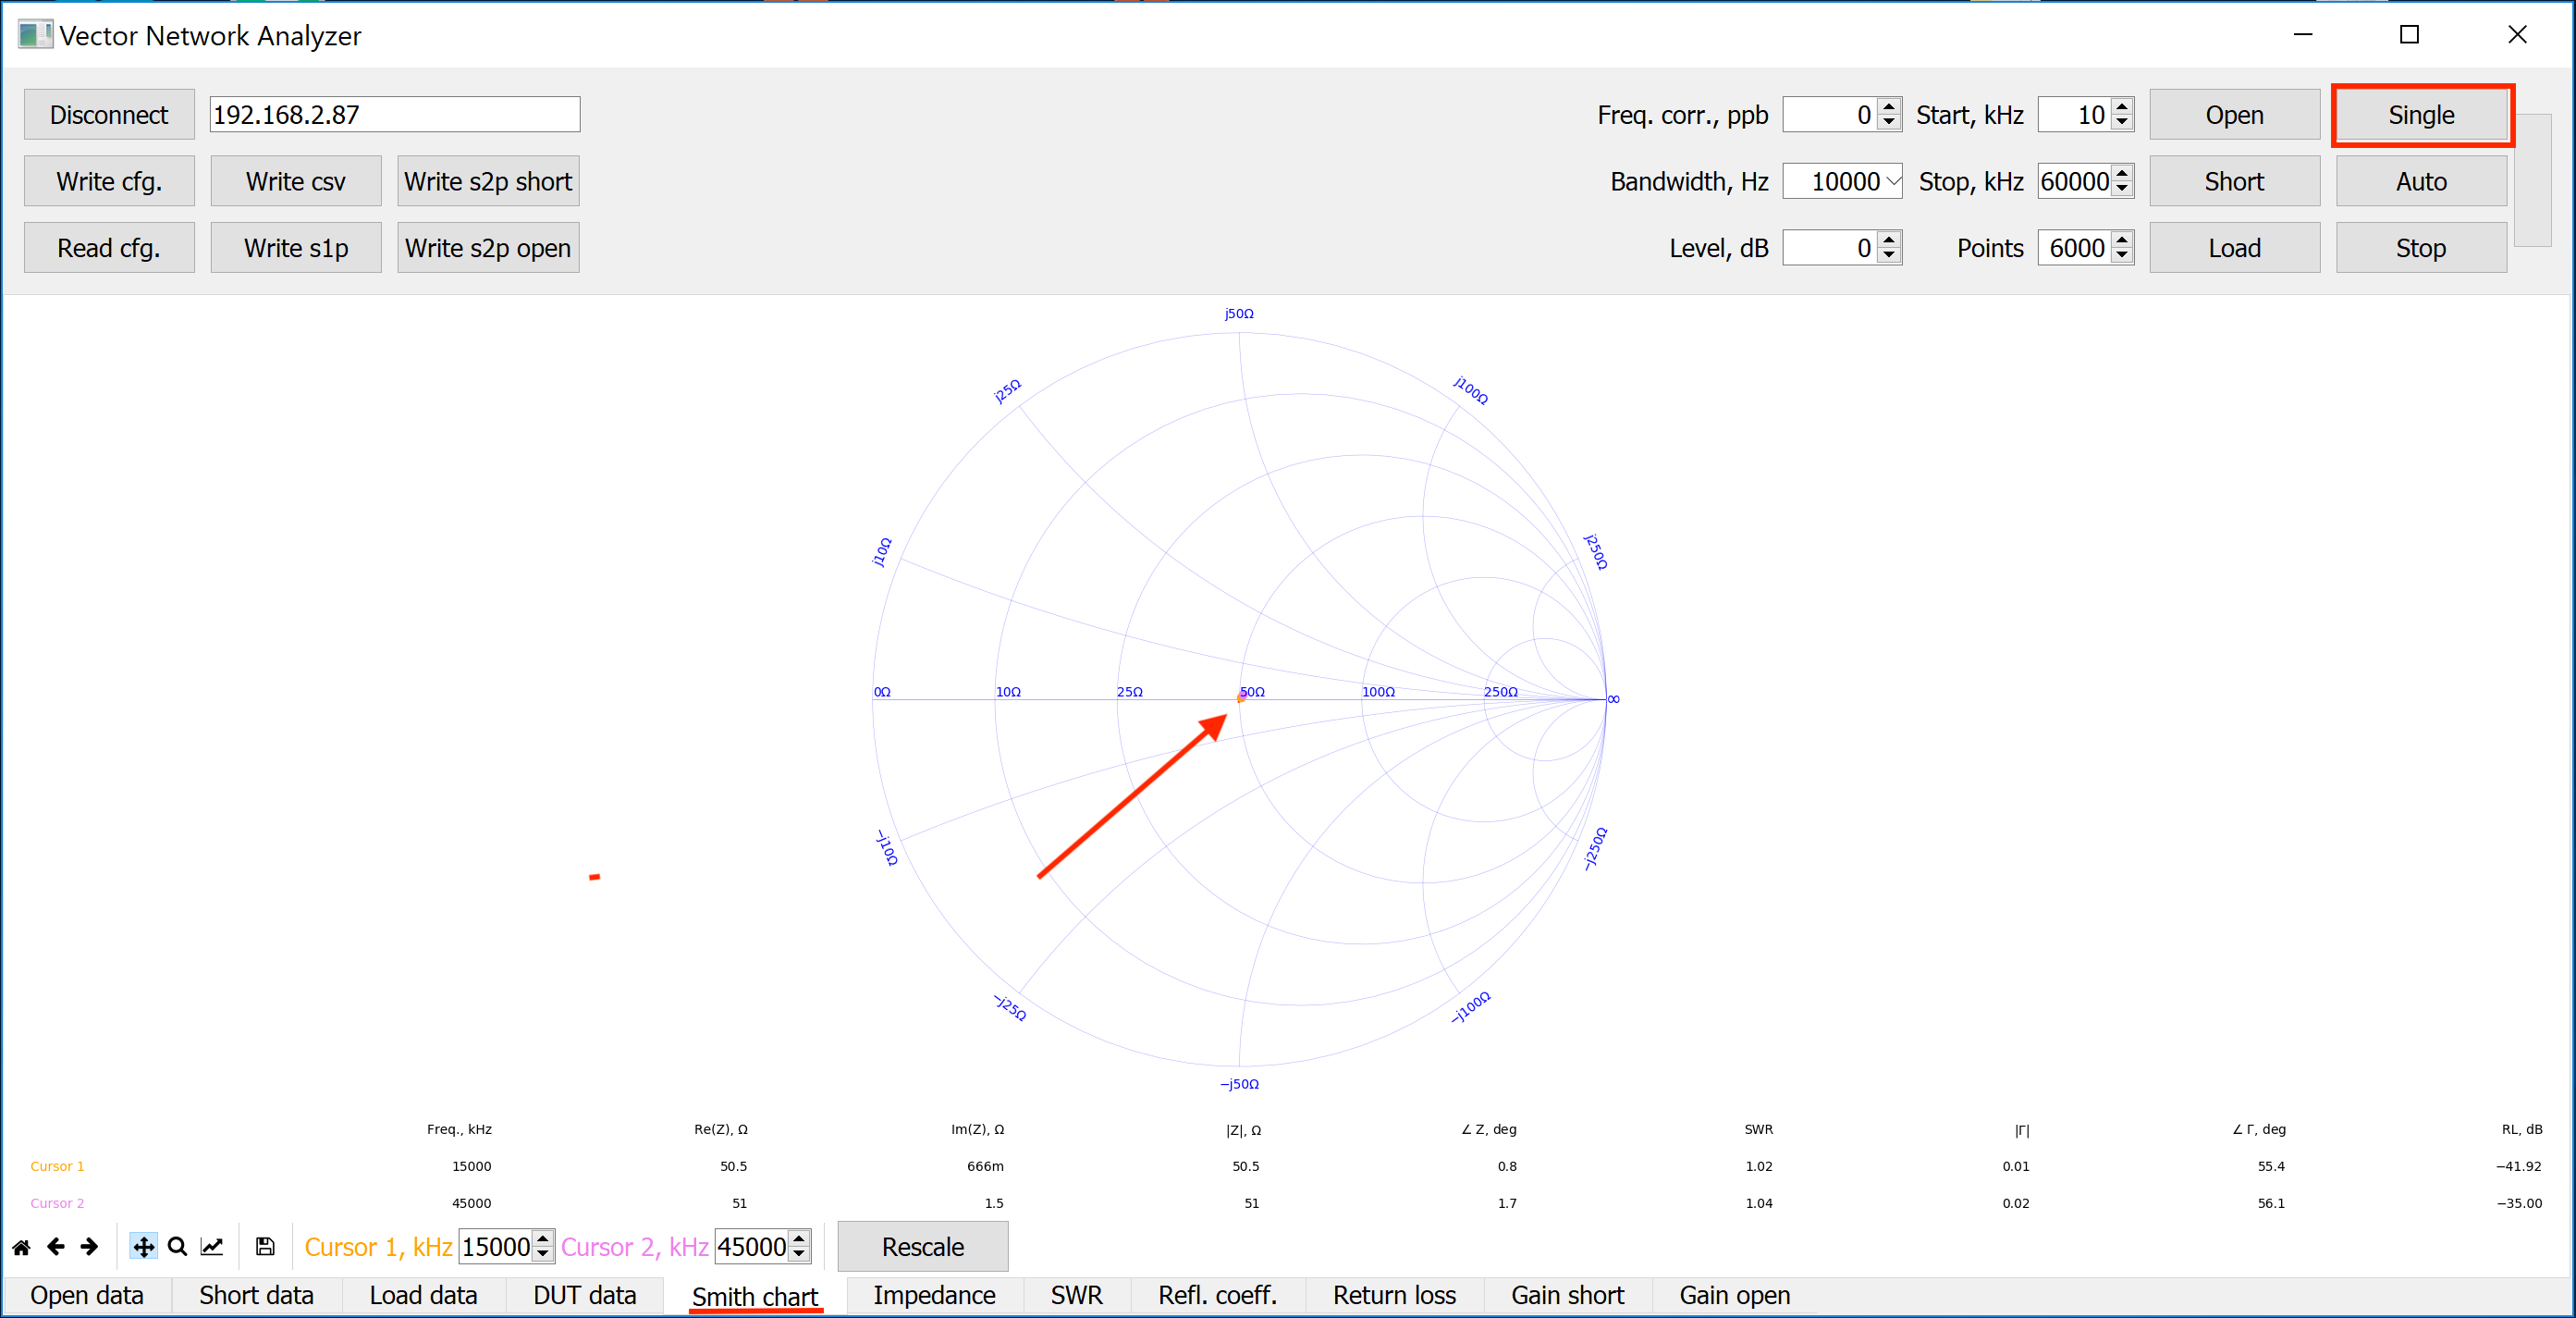 Vector Network Analyzer
Disconnect 192.168.2.87 Freq. corr., ppb 0 Start, kHz 10 Open Single
Write cfg. Write csv Write s2p short Bandwidth, Hz 10000 Stop, kHz 60000 Short Auto
Read cfg. Write s1p Write s2p open Level, dB 0 Points 6000 Load Stop
j50Ω
j25Ω j100Ω
j10Ω j250Ω
0Ω 10Ω 25Ω 50Ω 100Ω 250Ω ∞
−j10Ω −j250Ω
−j25Ω −j100Ω
−j50Ω
Freq., kHz Re(Z), Ω Im(Z), Ω |Z|, Ω ∠ Z, deg SWR |Γ| ∠ Γ, deg RL, dB
Cursor 1 15000 50.5 666m 50.5 0.8 1.02 0.01 55.4 −41.92
Cursor 2 45000 51 1.5 51 1.7 1.04 0.02 56.1 −35.00
Cursor 1, kHz 15000 Cursor 2, kHz 45000 Rescale
Open data Short data Load data DUT data Smith chart Impedance SWR Refl. coeff. Return loss Gain short Gain open